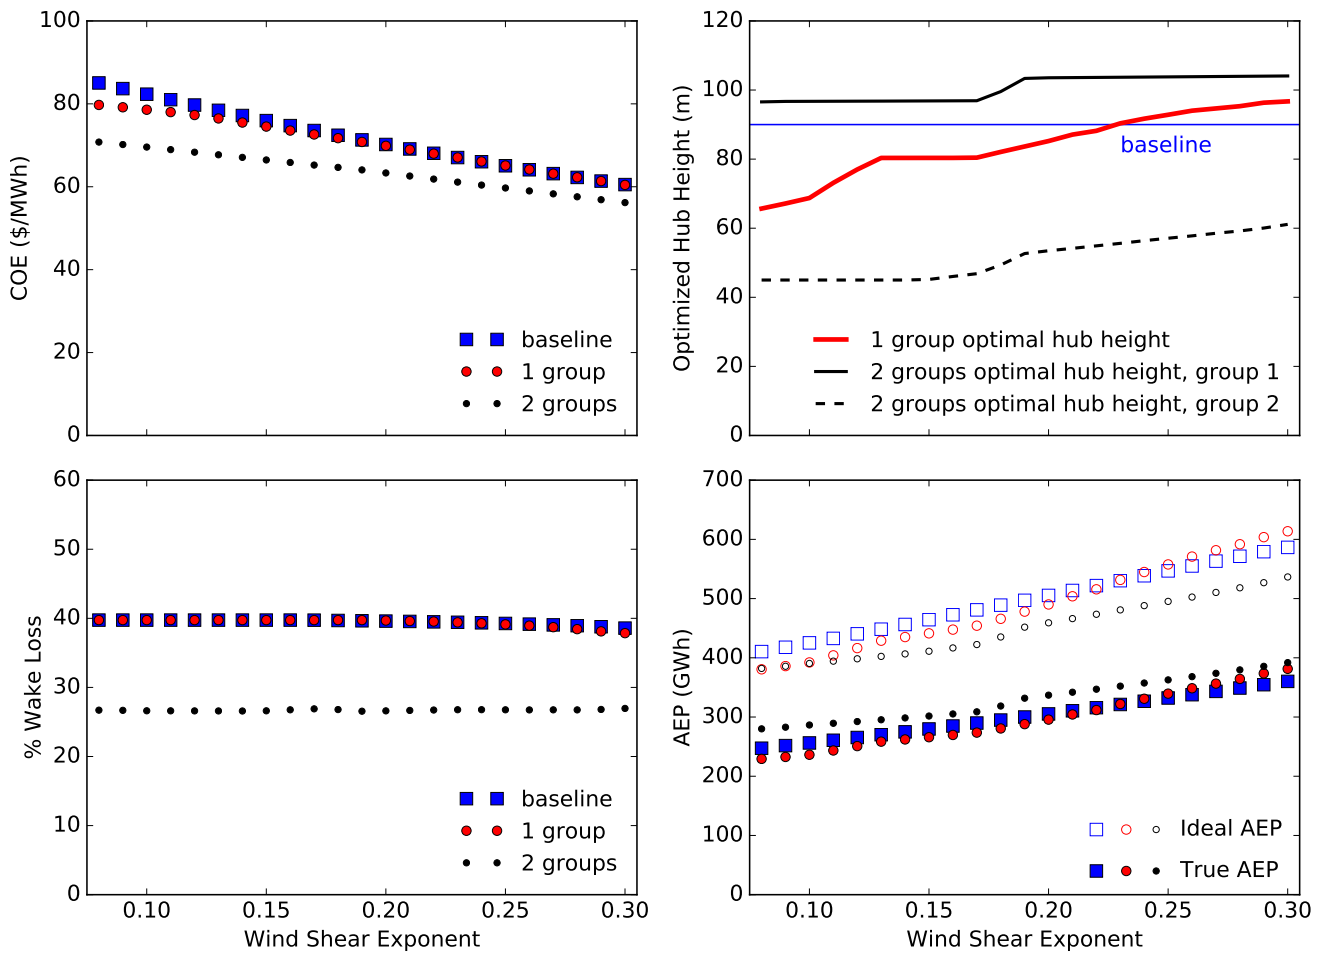 100
80
60
40
20
0
COE ($/MWh)
baseline
1 group
2 groups
120
100
80
60
40
20
0
Optimized Hub Height (m)
baseline
1 group optimal hub height
2 groups optimal hub height, group 1
2 groups optimal hub height, group 2
60
50
40
30
20
10
0
% Wake Loss
baseline
1 group
2 groups
0.10 0.15 0.20 0.25 0.30
Wind Shear Exponent
700
600
500
400
300
200
100
0
AEP (GWh)
Ideal AEP
True AEP
0.10 0.15 0.20 0.25 0.30
Wind Shear Exponent